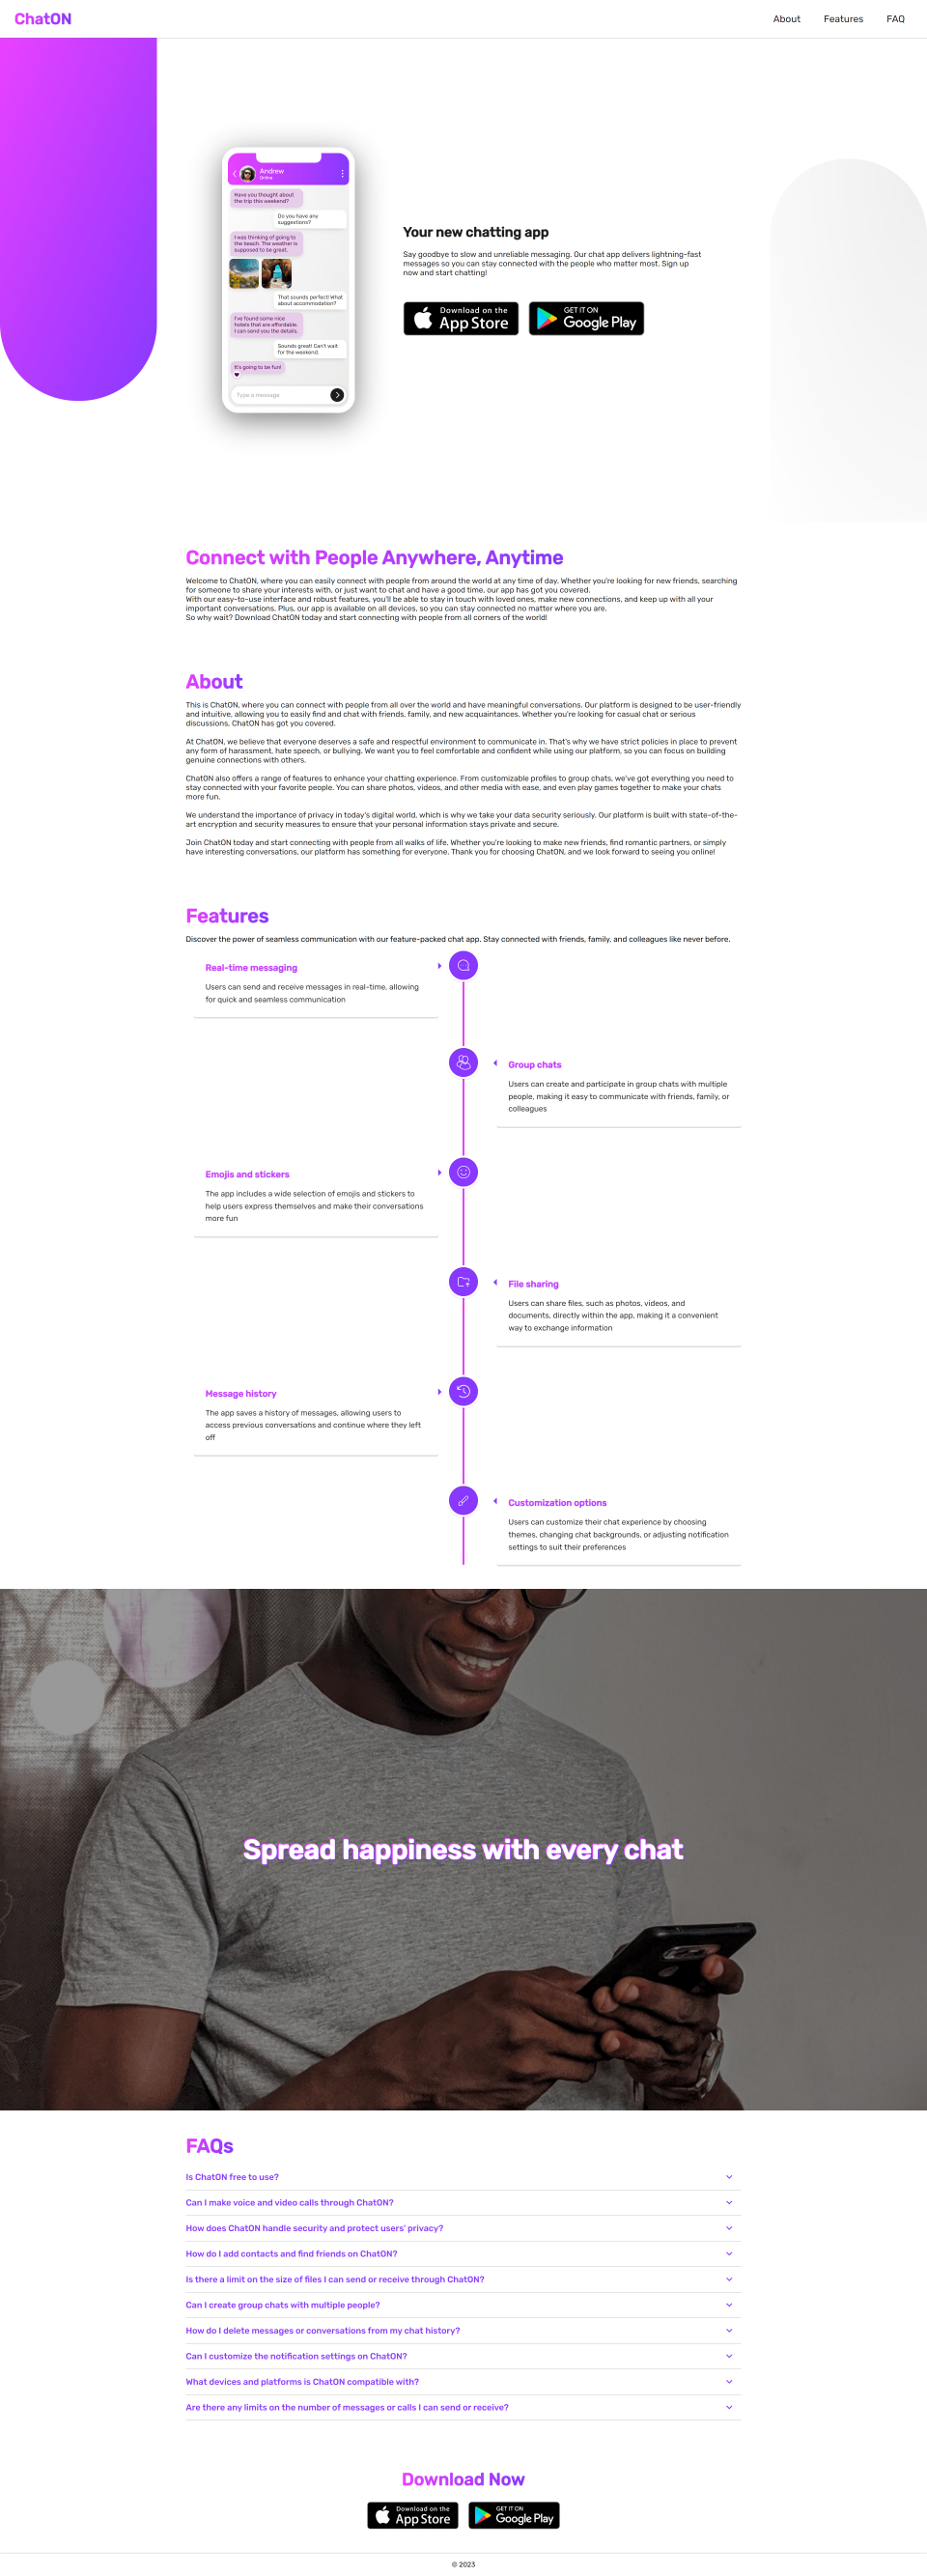 ChatON
About
Features
FAQ
Andrew
Online
Have you thought about
the trip this weekend?
Do you have any
suggestions?
I was thinking of going to
the beach. The weather is
supposed to be great.
That sounds perfect! What
about accommodation?
I've found some nice
hotels that are affordable.
I can send you the details.
Sounds great! Can't wait
for the weekend.
It's going to be fun!
Type a message
Your new chatting app
Say goodbye to slow and unreliable messaging. Our chat app delivers lightning-fast
messages so you can stay connected with the people who matter most. Sign up
now and start chatting!
Download on the
App Store
GET IT ON
Google Play
Connect with People Anywhere, Anytime
Welcome to ChatON, where you can easily connect with people from around the world at any time of day. Whether you're looking for new friends, searching
for someone to share your interests with, or just want to chat and have a good time, our app has got you covered.
With our easy-to-use interface and robust features, you'll be able to stay in touch with loved ones, make new connections, and keep up with all your
important conversations. Plus, our app is available on all devices, so you can stay connected no matter where you are.
So why wait? Download ChatON today and start connecting with people from all corners of the world!
About
This is ChatON, where you can connect with people from all over the world and have meaningful conversations. Our platform is designed to be user-friendly
and intuitive, allowing you to easily find and chat with friends, family, and new acquaintances. Whether you're looking for casual chat or serious
discussions, ChatON has got you covered.
At ChatON, we believe that everyone deserves a safe and respectful environment to communicate in. That's why we have strict policies in place to prevent
any form of harassment, hate speech, or bullying. We want you to feel comfortable and confident while using our platform, so you can focus on building
genuine connections with others.
ChatON also offers a range of features to enhance your chatting experience. From customizable profiles to group chats, we've got everything you need to
stay connected with your favorite people. You can share photos, videos, and other media with ease, and even play games together to make your chats
more fun.
We understand the importance of privacy in today's digital world, which is why we take your data security seriously. Our platform is built with state-of-the-
art encryption and security measures to ensure that your personal information stays private and secure.
Join ChatON today and start connecting with people from all walks of life. Whether you're looking to make new friends, find romantic partners, or simply
have interesting conversations, our platform has something for everyone. Thank you for choosing ChatON, and we look forward to seeing you online!
Features
Discover the power of seamless communication with our feature-packed chat app. Stay connected with friends, family, and colleagues like never before.
Real-time messaging
Users can send and receive messages in real-time, allowing
for quick and seamless communication
Group chats
Users can create and participate in group chats with multiple
people, making it easy to communicate with friends, family, or
colleagues
Emojis and stickers
The app includes a wide selection of emojis and stickers to
help users express themselves and make their conversations
more fun
File sharing
Users can share files, such as photos, videos, and
documents, directly within the app, making it a convenient
way to exchange information
Message history
The app saves a history of messages, allowing users to
access previous conversations and continue where they left
off
Customization options
Users can customize their chat experience by choosing
themes, changing chat backgrounds, or adjusting notification
settings to suit their preferences
Spread happiness with every chat
FAQs
Is ChatON free to use?
Can I make voice and video calls through ChatON?
How does ChatON handle security and protect users' privacy?
How do I add contacts and find friends on ChatON?
Is there a limit on the size of files I can send or receive through ChatON?
Can I create group chats with multiple people?
How do I delete messages or conversations from my chat history?
Can I customize the notification settings on ChatON?
What devices and platforms is ChatON compatible with?
Are there any limits on the number of messages or calls I can send or receive?
Download Now
Download on the
App Store
GET IT ON
Google Play
© 2023